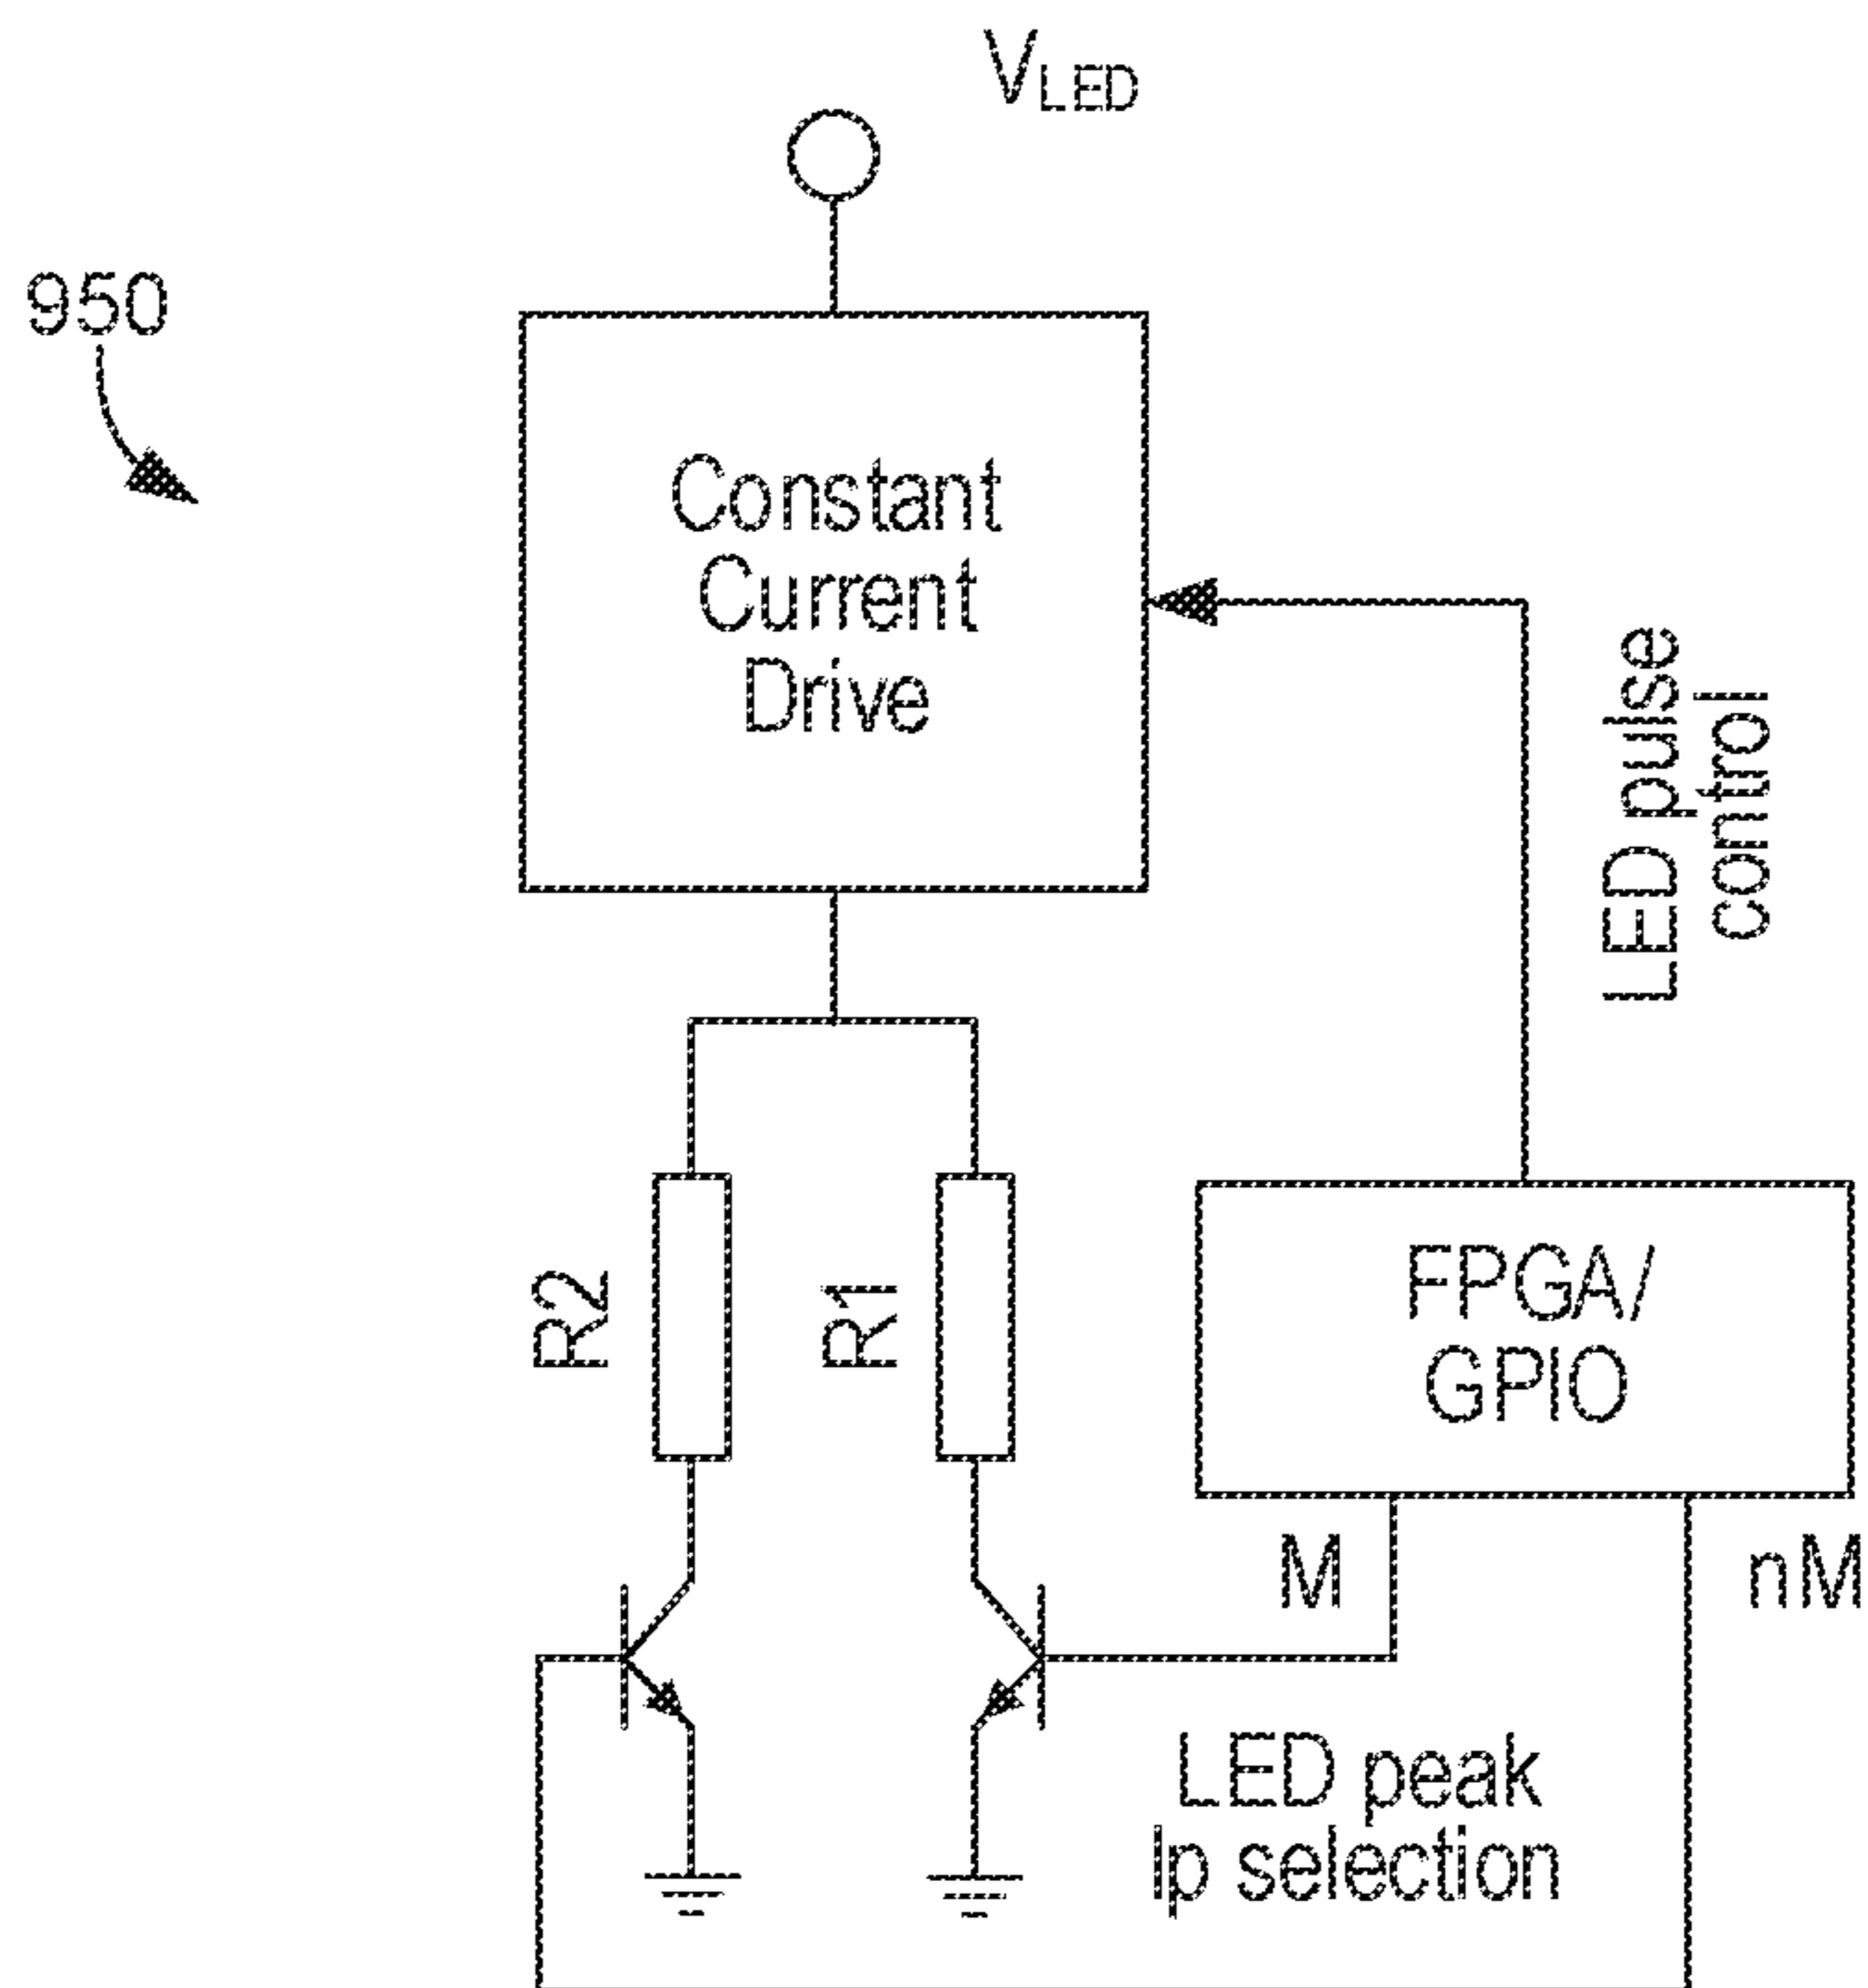 VLED
950
Constant
Current
Drive
LED pulse
control
R2
R1
FPGA/
GPIO
M
nM
LED peak
Ip selection